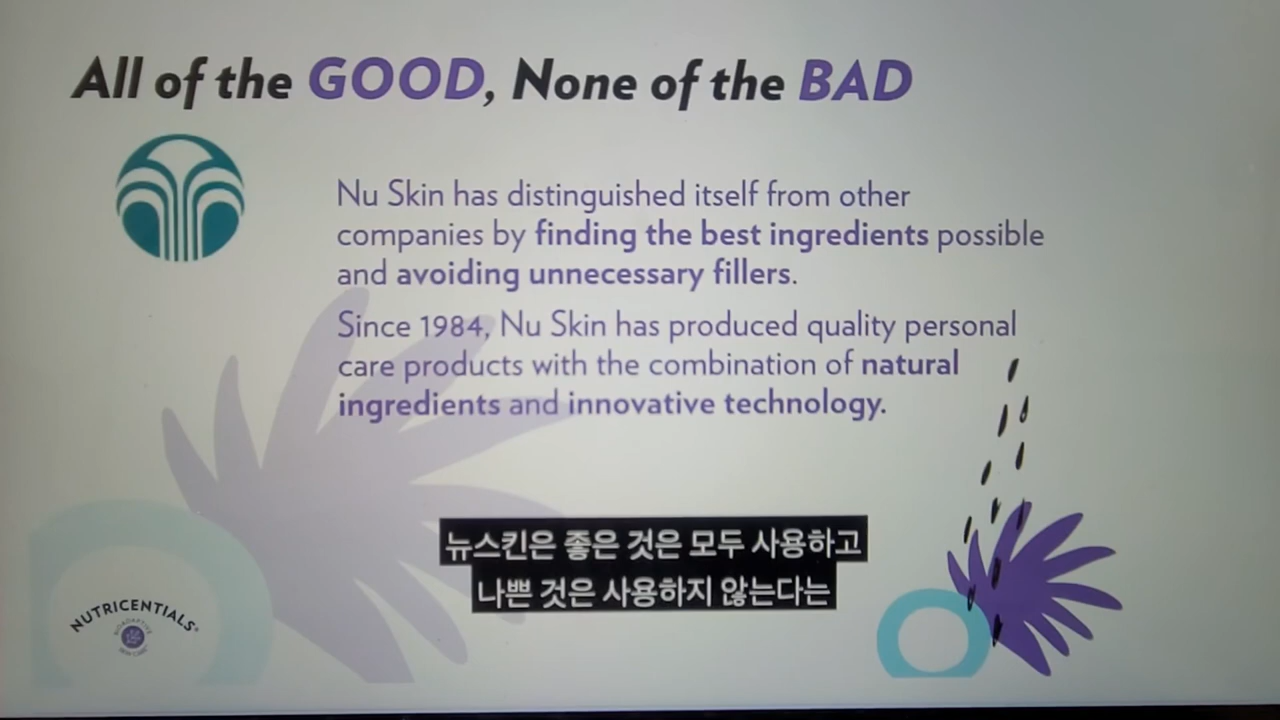 All of the GOOD, None of the BAD
Nu Skin has distinguished itself from other
companies by finding the best ingredients possible
and avoiding unnecessary fillers.
Since 1984, Nu Skin has produced quality personal
care products with the combination of natural
ingredients and innovative technology.
뉴스킨은 좋은 것은 모두 사용하고
나쁜 것은 사용하지 않는다는
NUTRICENTIALS®
BIOADAPTIVE
SKIN CARE